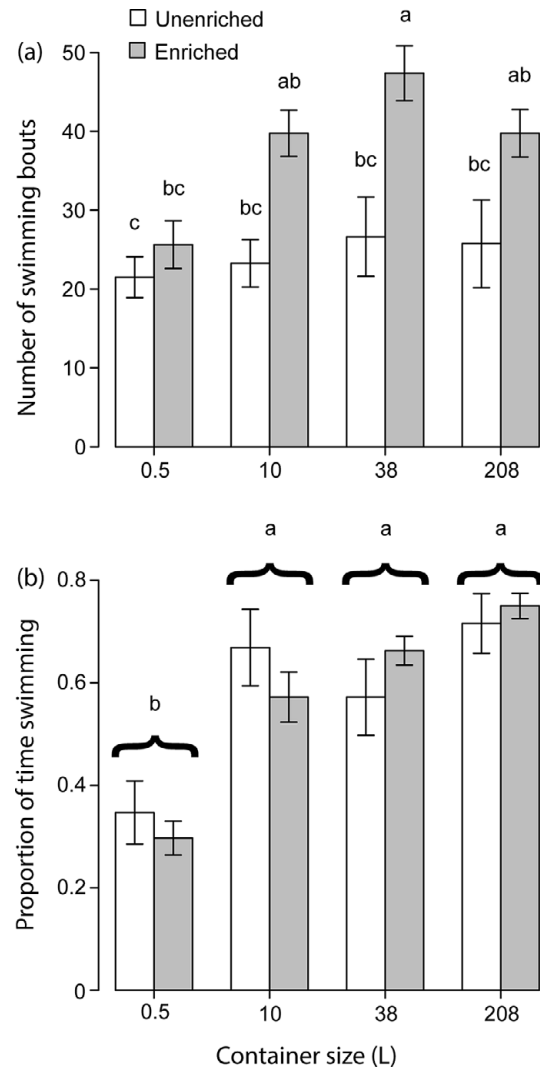 Unenriched
Enriched
(a)
Number of swimming bouts
50
40
30
20
10
0
c
bc
bc
ab
bc
a
bc
ab
0.5
10
38
208
(b)
Proportion of time swimming
0.8
0.6
0.4
0.2
0
b
a
a
a
0.5
10
38
208
Container size (L)